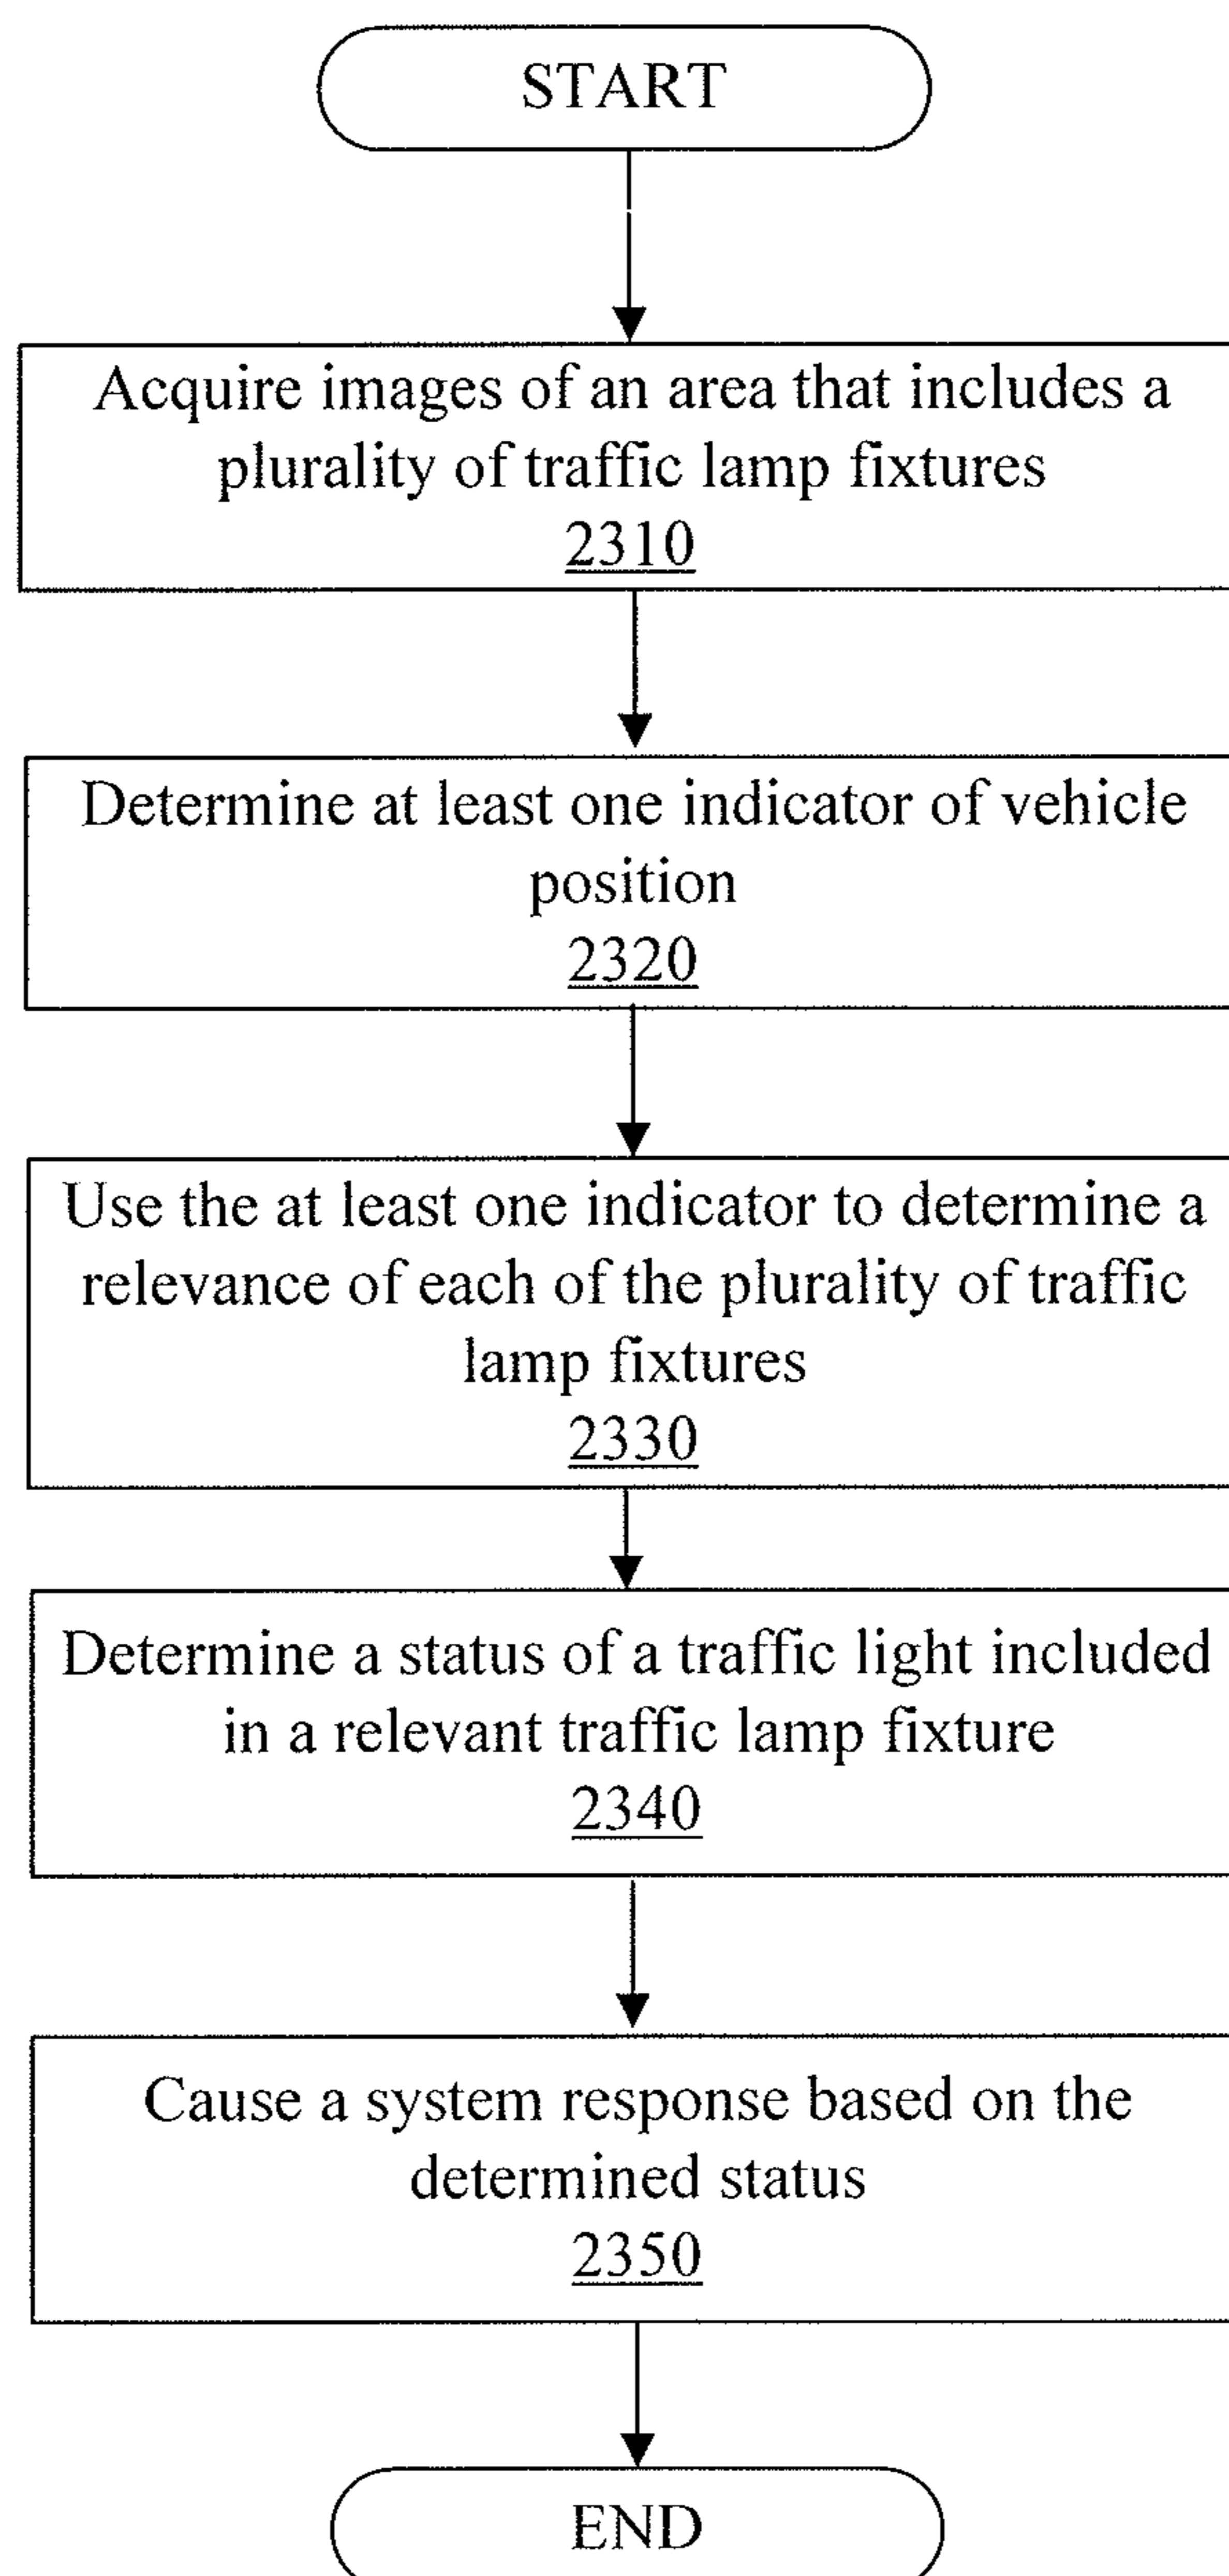 START
Acquire images of an area that includes a
plurality of traffic lamp fixtures
2310
Determine at least one indicator of vehicle
position
2320
Use the at least one indicator to determine a
relevance of each of the plurality of traffic
lamp fixtures
2330
Determine a status of a traffic light included
in a relevant traffic lamp fixture
2340
Cause a system response based on the
determined status
2350
END